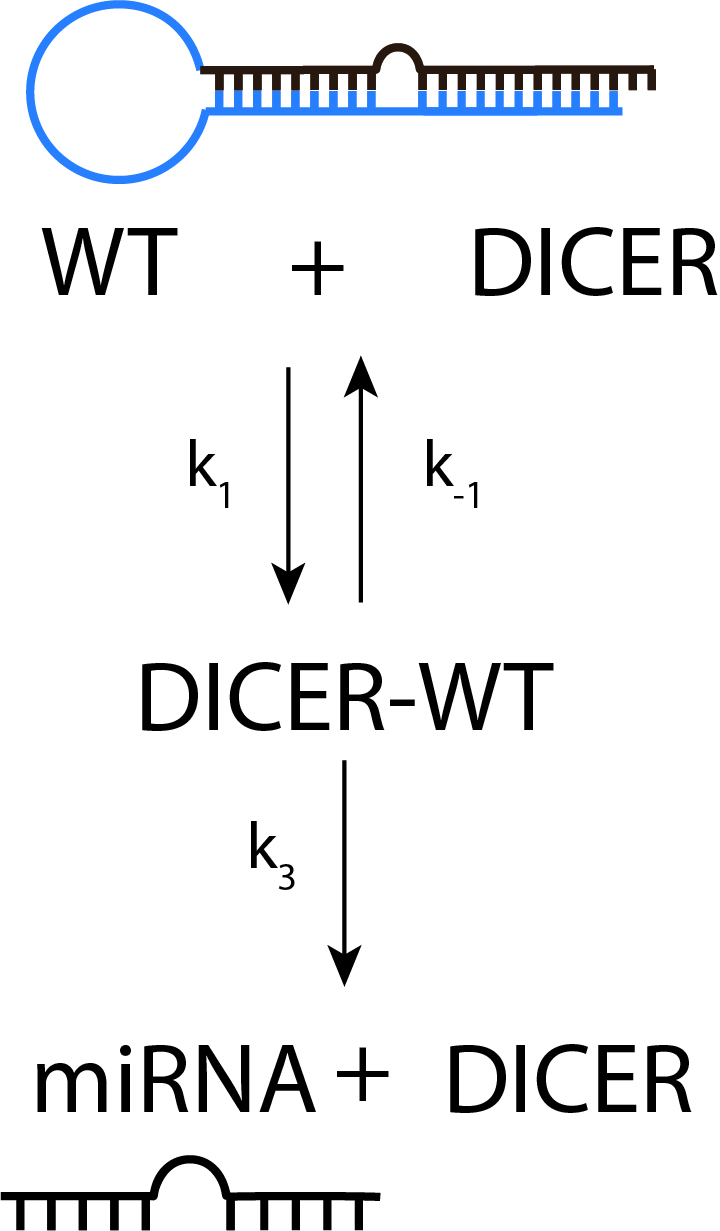 WT + DICER
k1 k-1
DICER-WT
k3
miRNA + DICER